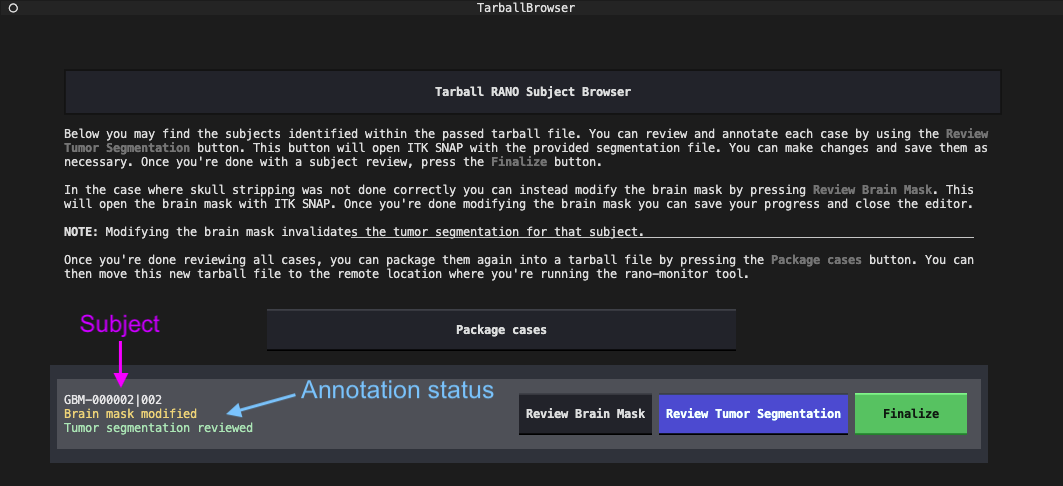 TarballBrowser
Tarball RANO Subject Browser
Below you may find the subjects identified within the passed tarball file. You can review and annotate each case by using the Review
Tumor Segmentation button. This button will open ITK SNAP with the provided segmentation file. You can make changes and save them as
necessary. Once you're done with a subject review, press the Finalize button.
In the case where skull stripping was not done correctly you can instead modify the brain mask by pressing Review Brain Mask. This
will open the brain mask with ITK SNAP. Once you're done modifying the brain mask you can save your progress and close the editor.
NOTE: Modifying the brain mask invalidates the tumor segmentation for that subject.
Once you're done reviewing all cases, you can package them again into a tarball file by pressing the Package cases button. You can
then move this new tarball file to the remote location where you're running the rano-monitor tool.
Subject
Package cases
Annotation status
GBM-000002|002
Brain mask modified
Tumor segmentation reviewed
Review Brain Mask
Review Tumor Segmentation
Finalize